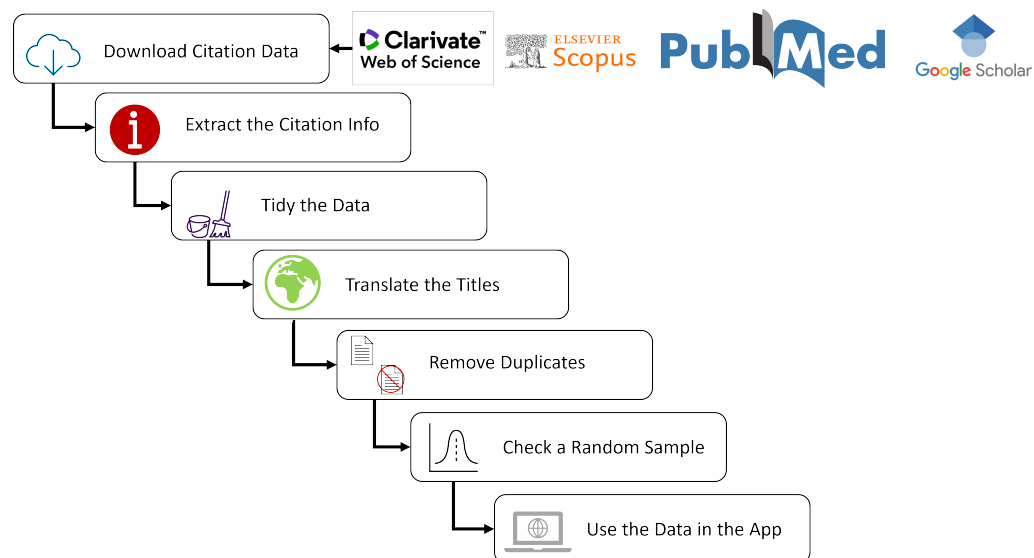 Download Citation Data
Clarivate™
Web of Science
ELSEVIER
Scopus
PubMed
Google Scholar
Extract the Citation Info
Tidy the Data
Translate the Titles
Remove Duplicates
Check a Random Sample
Use the Data in the App